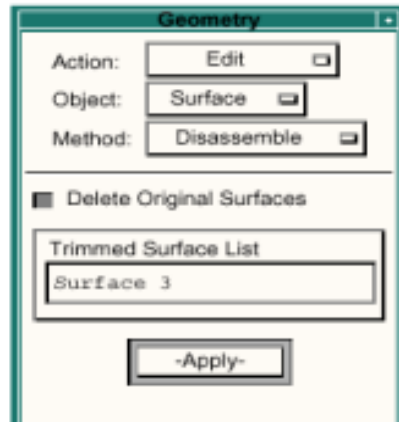 Geometry
Action: Edit
Object: Surface
Method: Disassemble
Delete Original Surfaces
Trimmed Surface List
Surface 3
-Apply-